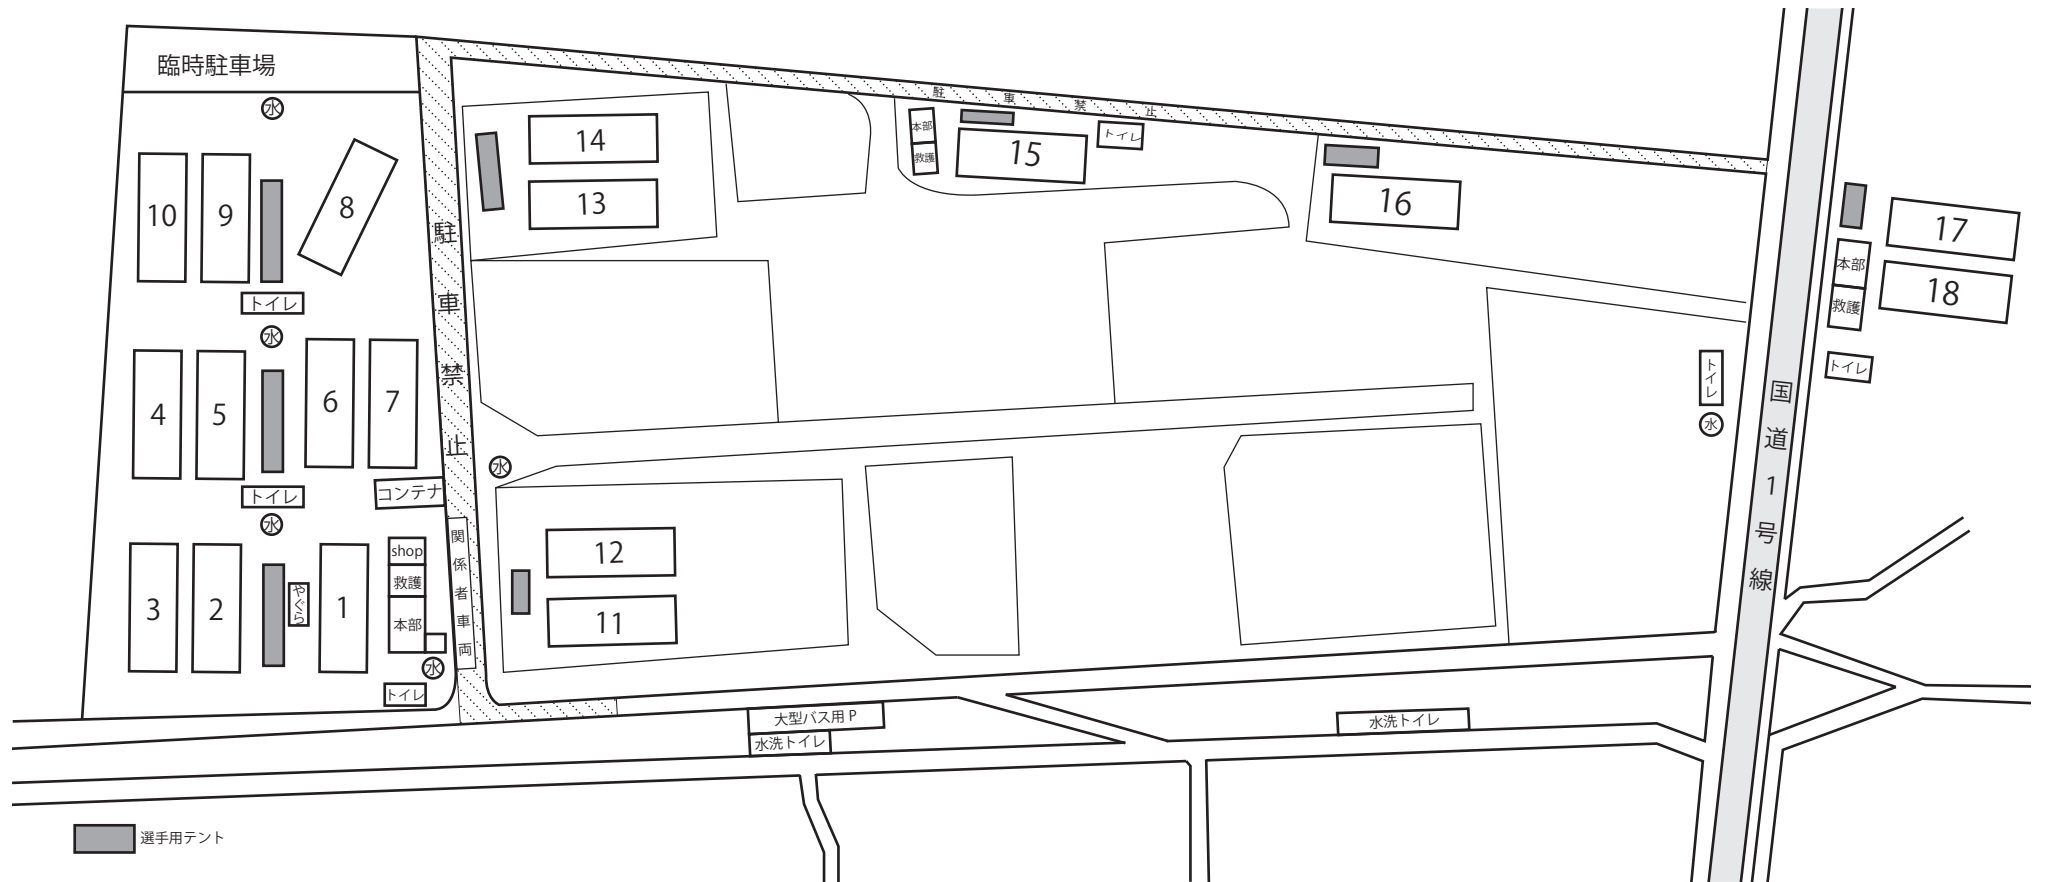 臨時駐車場
水
駐車禁止
本部
救護
トイレ
14
13
15
16
10
9
8
トイレ
水
17
18
本部
救護
トイレ
駐車禁止
4
5
6
7
トイレ
水
コンテナ
水
トイレ
水
国道1号線
3
2
やぐら
1
shop
救護
本部
水
トイレ
関係者車両
12
11
大型バス用 P
水洗トイレ
水洗トイレ
選手用テント